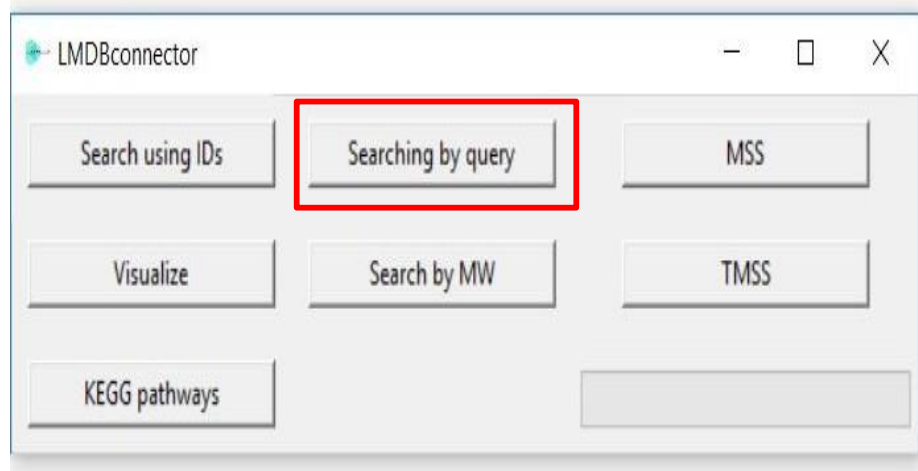 LMDBconnector
Search using IDs
Searching by query
MSS
Visualize
Search by MW
TMSS
KEGG pathways